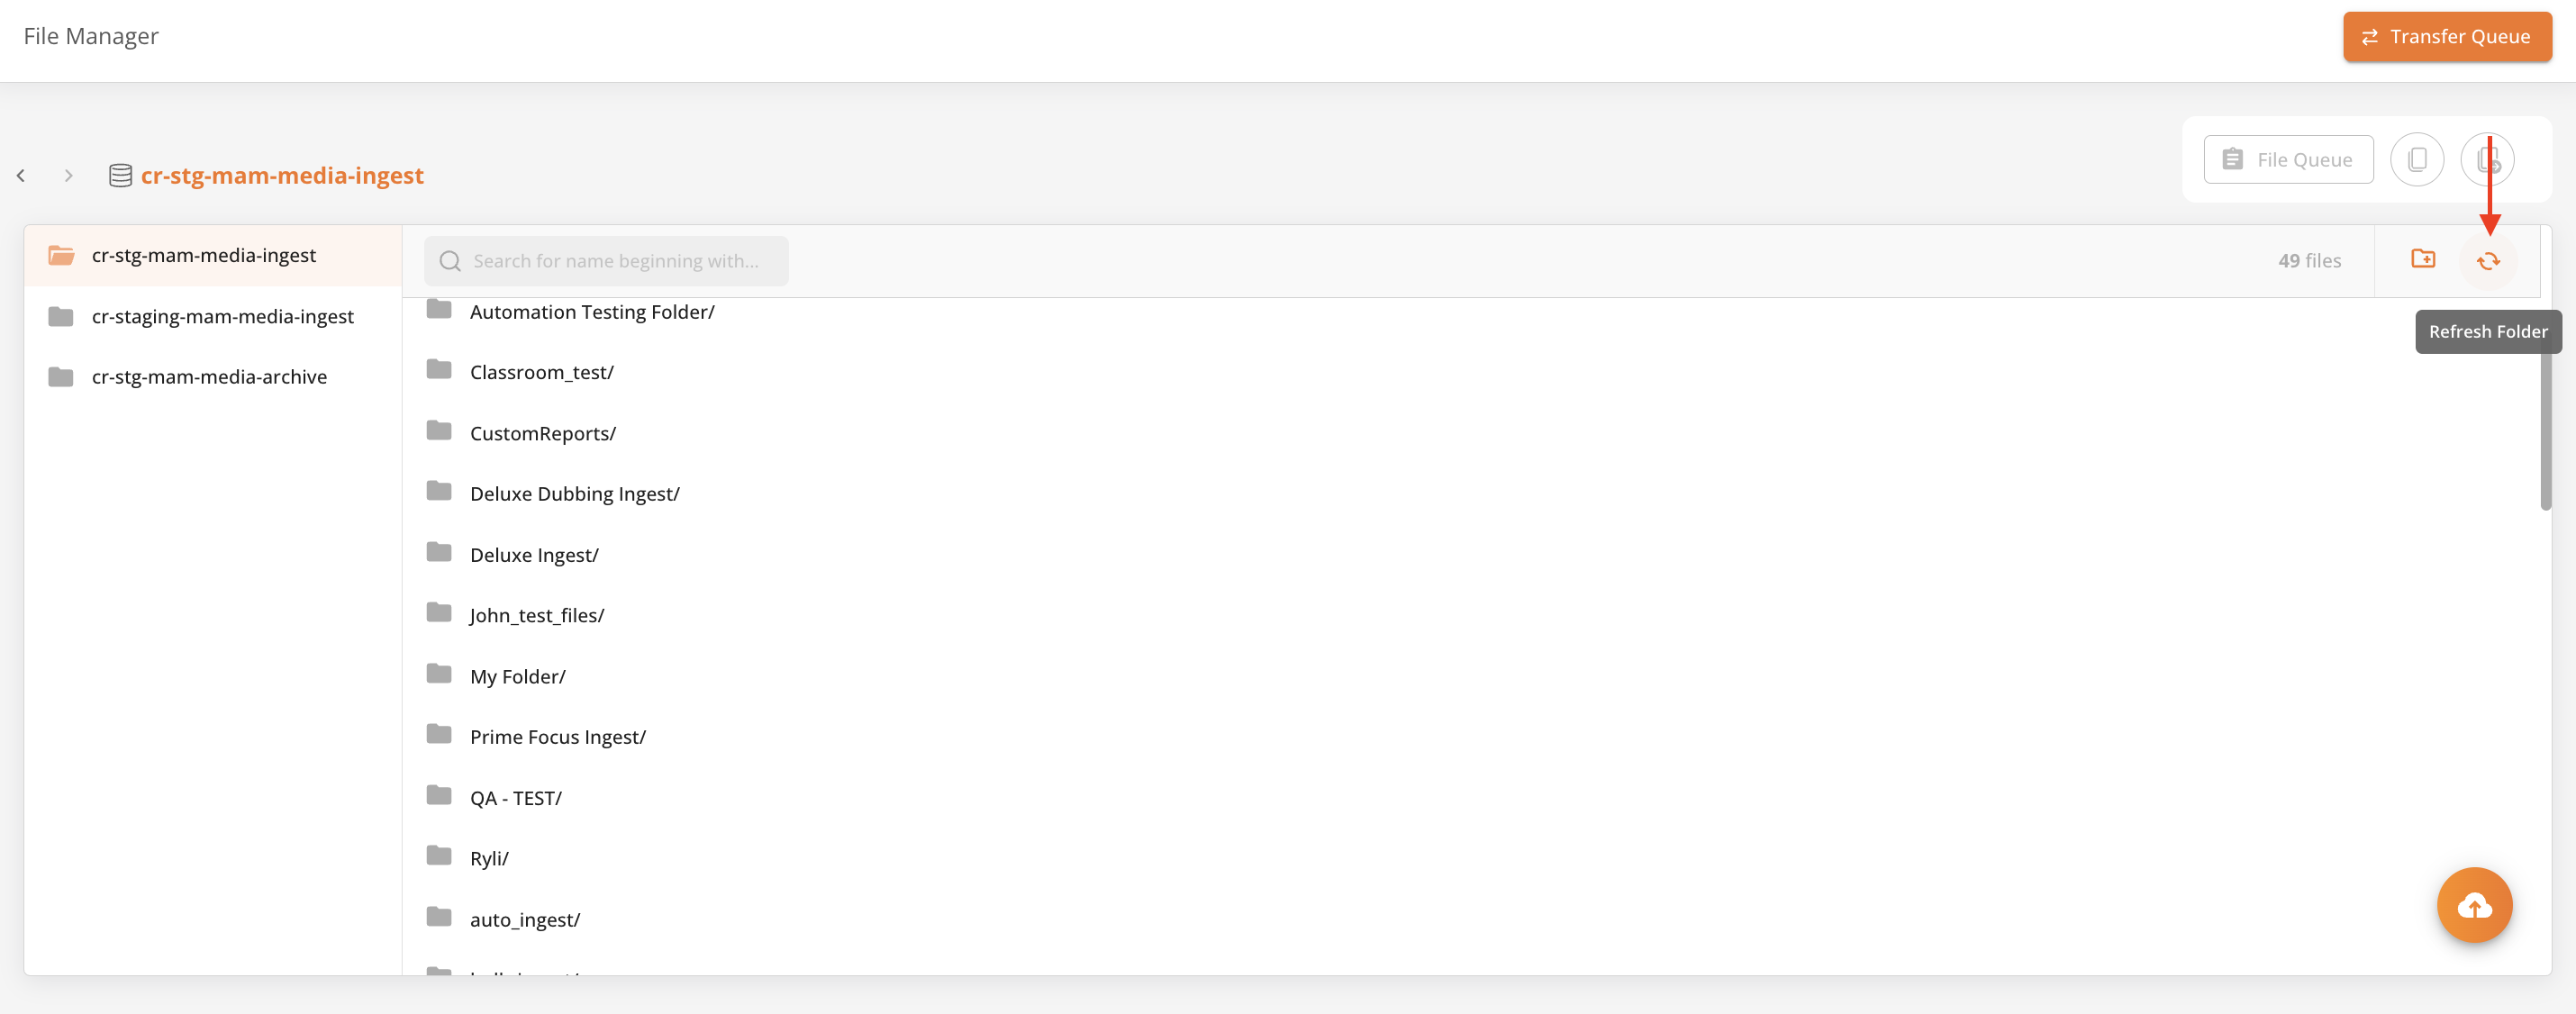 File Manager
Transfer Queue
cr-stg-mam-media-ingest
File Queue
cr-stg-mam-media-ingest
cr-staging-mam-media-ingest
cr-stg-mam-media-archive
Search for name beginning with...
49 files
Refresh Folder
Automation Testing Folder/
Classroom_test/
CustomReports/
Deluxe Dubbing Ingest/
Deluxe Ingest/
John_test_files/
My Folder/
Prime Focus Ingest/
QA - TEST/
Ryli/
auto_ingest/